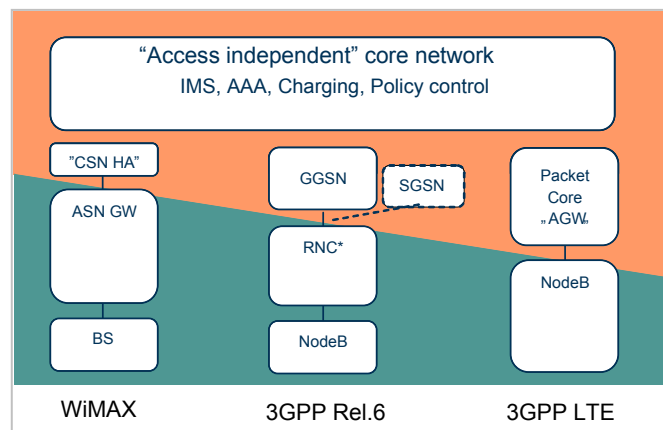 “Access independent” core network
IMS, AAA, Charging, Policy control
”CSN HA”
ASN GW
BS
GGSN
SGSN
RNC*
NodeB
Packet
Core
„AGW„
NodeB
WiMAX
3GPP Rel.6
3GPP LTE